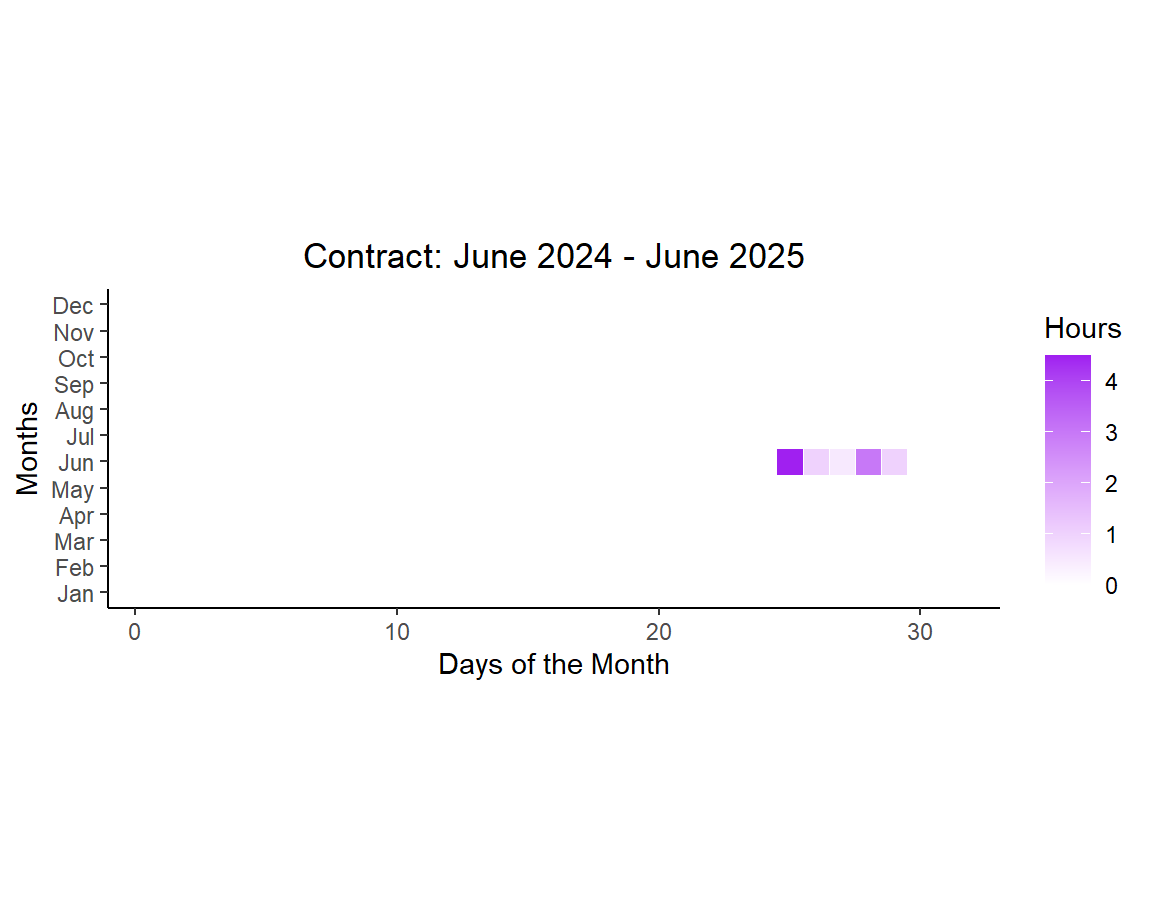 Contract: June 2024 - June 2025
Months
Dec
Nov
Oct
Sep
Aug
Jul
Jun
May
Apr
Mar
Feb
Jan
0 10 20 30
Days of the Month
Hours
4
3
2
1
0